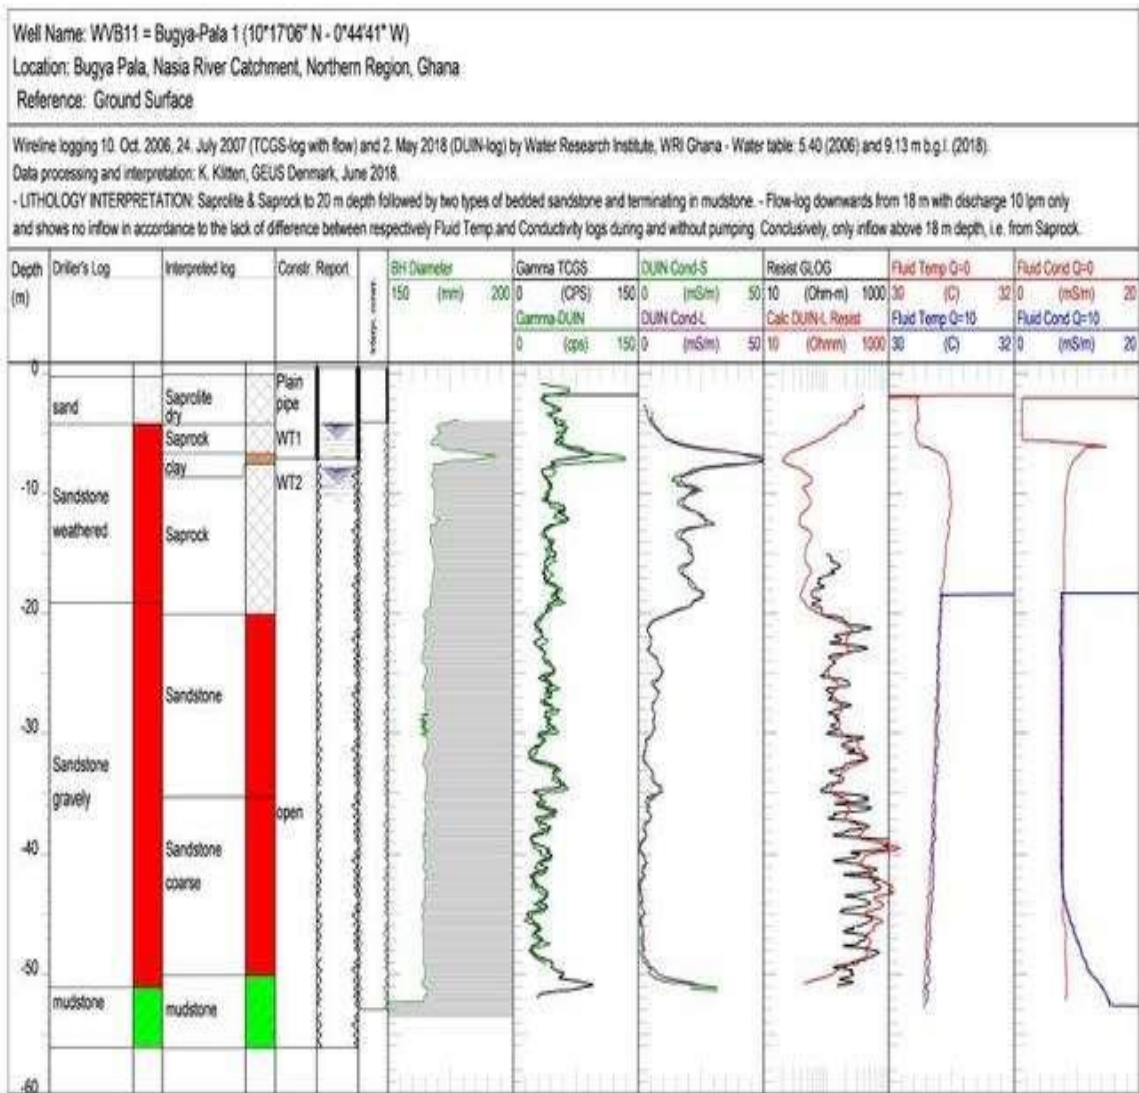 Well Name: WVB11 = Bugya-Pala 1 (10°17'06" N - 0°44'41" W)
Location: Bugya Pala, Nasia River Catchment, Northern Region, Ghana
Reference: Ground Surface
Wireline logging 10. Oct. 2006, 24. July 2007 (TCGS-log with flow) and 2. May 2018 (DUIN-log) by Water Research Institute, WRI Ghana - Water table: 5.40 (2006) and 9.13 m b.g.l. (2018).
Data processing and interpretation: K. Klitten, GEUS Denmark, June 2018.
- LITHOLOGY INTERPRETATION: Saprolite & Saprock to 20 m depth followed by two types of bedded sandstone and terminating in mudstone. - Flow-log downwards from 18 m with discharge 10 lpm only
and shows no inflow in accordance to the lack of difference between respectively Fluid Temp.and Conductivity logs during and without pumping. Conclusively, only inflow above 18 m depth, i.e. from Saprock.
Depth Driller's Log Interpreted log Constr. Report BH Diameter Gamma TCGS DUIN Cond-S Resist GLOG Fluid Temp Q=0 Fluid Cond Q=0
(m) 150 (mm) 200 0 (CPS) 150 0 (mS/m) 50 10 (Ohm-m) 1000 30 (C) 32 0 (mS/m) 20
Gamma-DUIN DUIN Cond-L Calc DUIN-L Resist Fluid Temp Q=10 Fluid Cond Q=10
0 (cps) 150 0 (mS/m) 50 10 (Ohmm) 1000 30 (C) 32 0 (mS/m) 20
0
Plain
pipe
sand
Saprolite
dry
Saprock
WT1
clay
WT2
-10
Sandstone
weathered
Saprock
-20
Sandstone
-30
Sandstone
gravely
open
-40
Sandstone
coarse
-50
mudstone
mudstone
-60